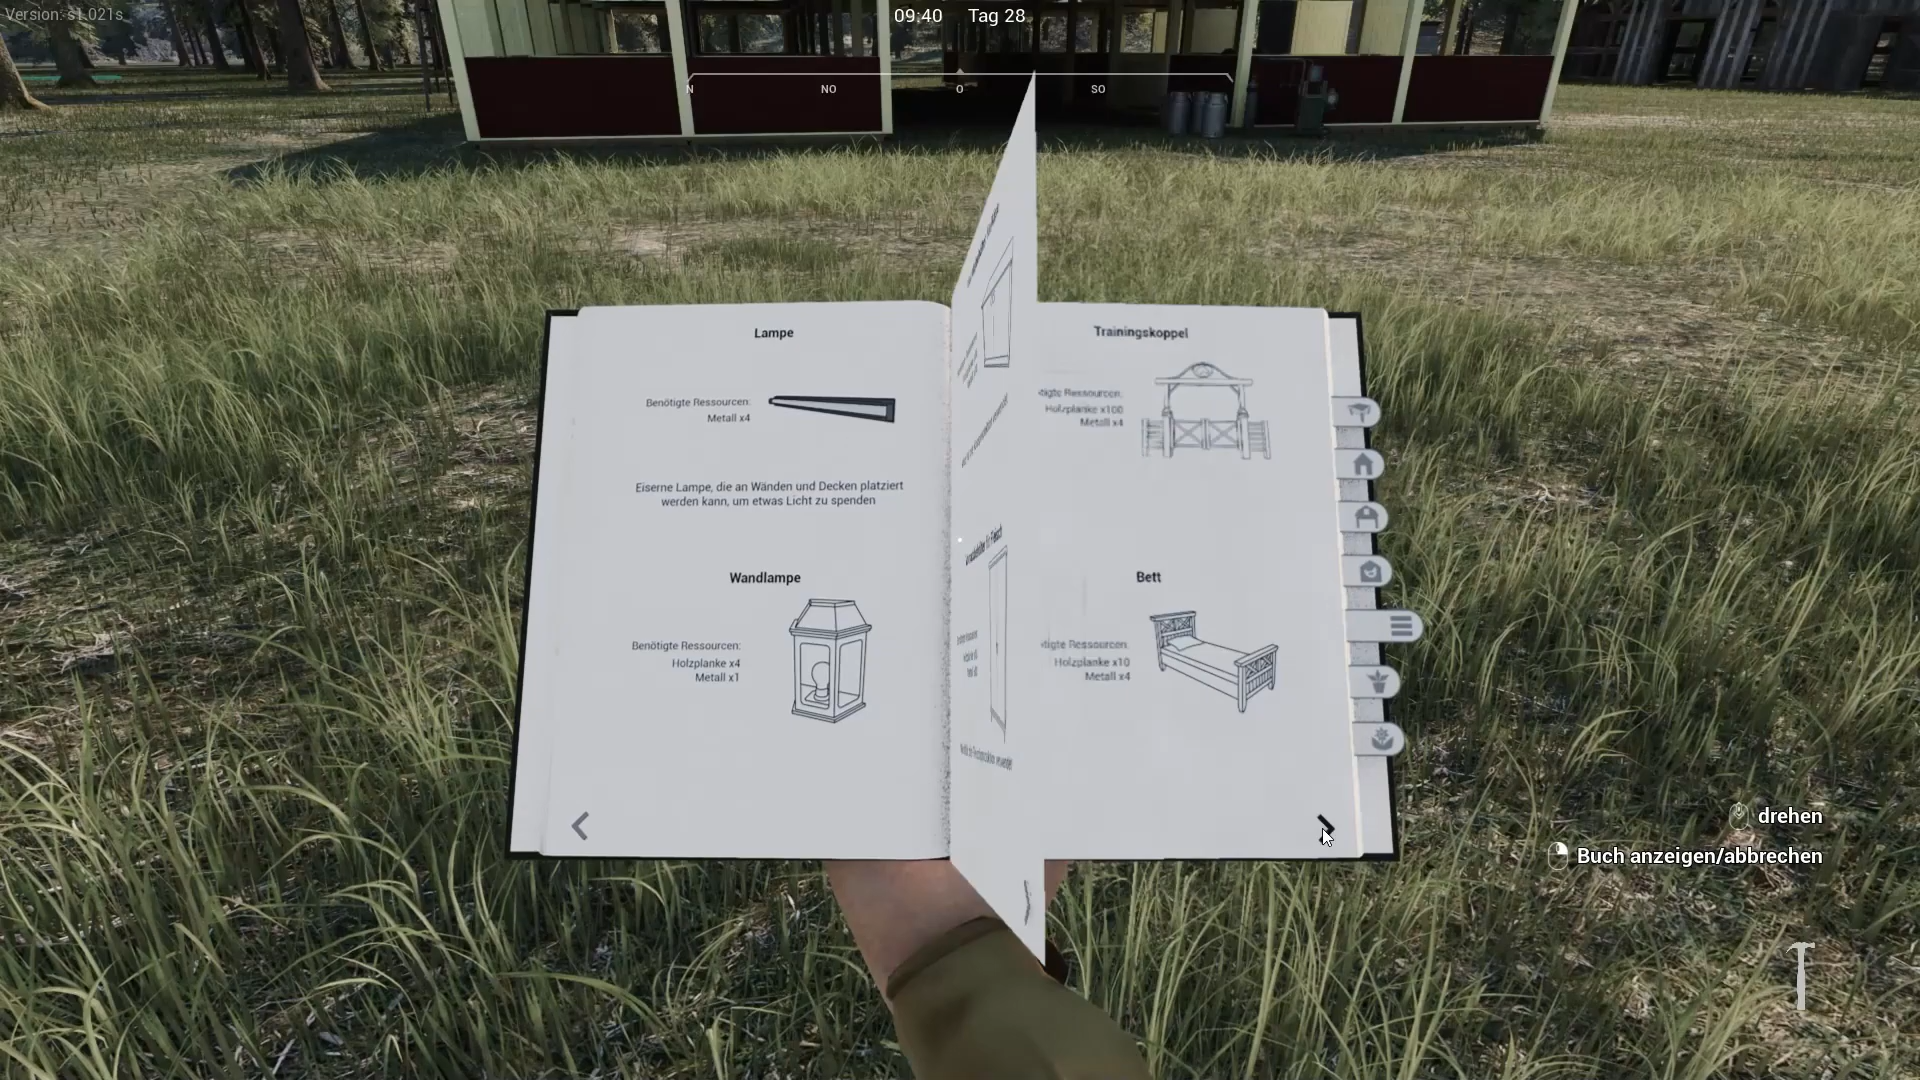 Version: s1.021s
09:40 Tag 28
N NO O SO
Lampe
Benötigte Ressourcen:
Metall x4
Eiserne Lampe, die an Wänden und Decken platziert
werden kann, um etwas Licht zu spenden
Wandlampe
Benötigte Ressourcen:
Holzplanke x4
Metall x1
Trainingskoppel
Ressourcen:
Holzplanke x100
Metall x4
Bett
Ressourcen:
Holzplanke x10
Metall x4
drehen
Buch anzeigen/abbrechen